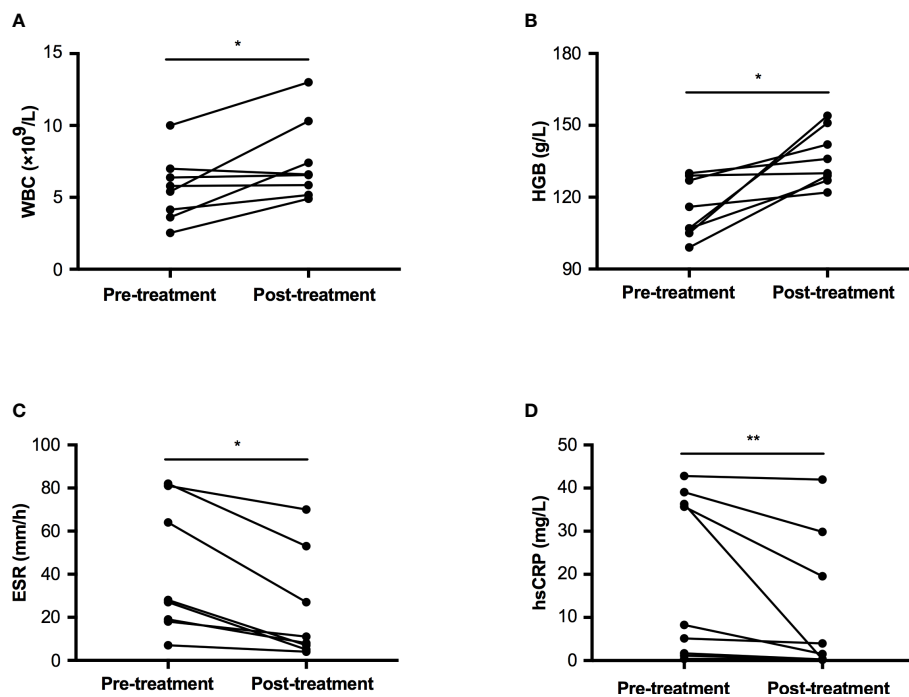 A
WBC (×10⁹/L)
15
10
5
0
*
Pre-treatment Post-treatment
B
HGB (g/L)
180
150
120
90
*
Pre-treatment Post-treatment
C
ESR (mm/h)
100
80
60
40
20
0
*
Pre-treatment Post-treatment
D
hsCRP (mg/L)
50
40
30
20
10
0
**
Pre-treatment Post-treatment